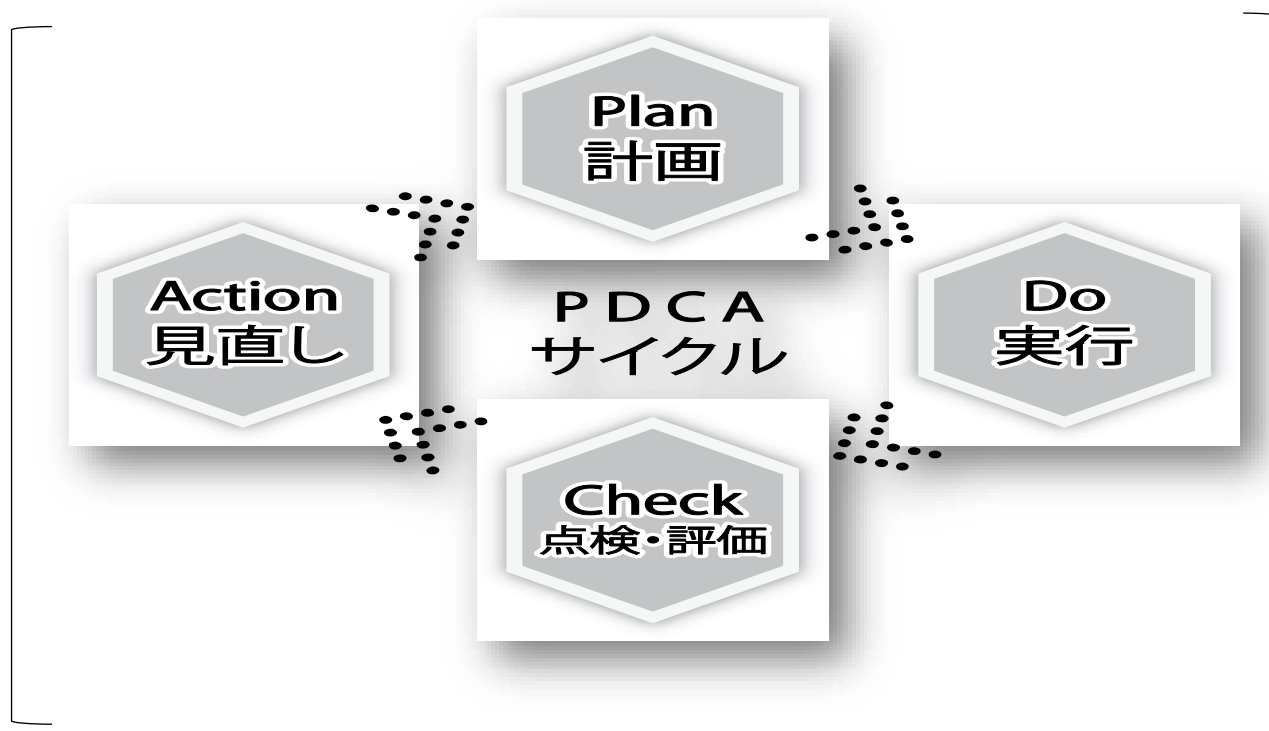 Plan
計画
Action
見直し
ＰＤＣＡ
サイクル
Do
実行
Check
点検・評価